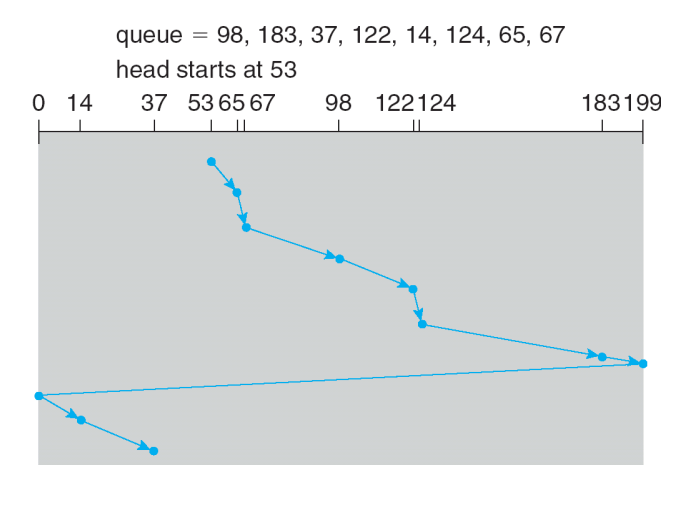 queue = 98, 183, 37, 122, 14, 124, 65, 67
head starts at 53
0 14 37 53 65 67 98 122 124 183 199